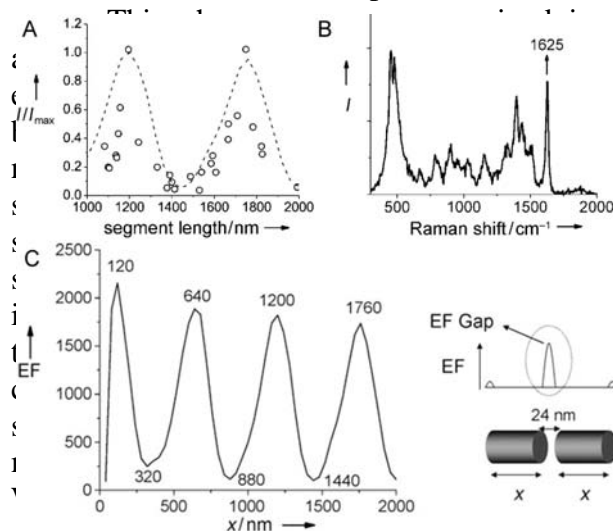 A
B
1.2
1.0
0.8
0.6
0.4
0.2
0.0
I/Imax
1000 1200 1400 1600 1800 2000
segment length/nm
I
1625
500 1000 1500 2000
Raman shift/cm⁻¹
C
2500
2000
1500
1000
500
0
EF
120
640
1200
1760
320
880
1440
0 500 1000 1500 2000
x/nm
EF Gap
EF
24 nm
x x